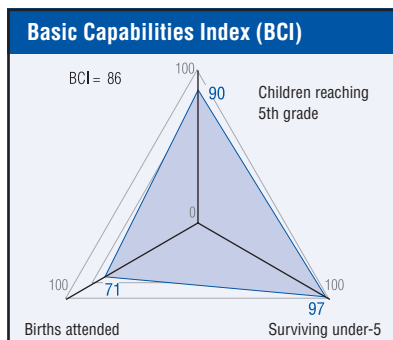 Basic Capabilities Index (BCI)
BCI = 86
100
90
Children reaching
5th grade
0
100
71
100
97
Births attended
Surviving under-5